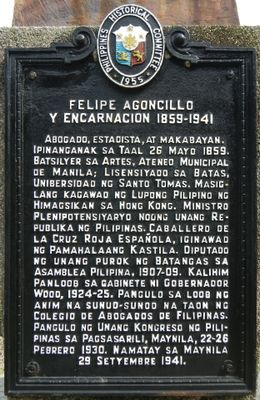 PHILIPPINES HISTORICAL COMMITTEE
1955
FELIPE AGONCILLO
Y ENCARNACION 1859-1941
ABOGADO, ESTADISTA, AT MAKABAYAN.
IPINANGANAK SA TAAL 26 MAYO 1859.
BATSILYER SA ARTES, ATENEO MUNICIPAL
DE MANILA; LISENSIYADO SA BATAS,
UNIBERSIDAD NG SANTO TOMAS. MASIG-
LANG KAGAWAD NG LUPONG PILIPINO NG
HIMAGSIKAN SA HONG KONG. MINISTRO
PLENIPOTENSIYARYO NOONG UNANG RE-
PUBLIKA NG PILIPINAS. CABALLERO DE
LA CRUZ ROJA ESPAÑOLA, IGINAWAD
NG PAMAHALAANG KASTILA. DIPUTADO
NG UNANG PUROK NG BATANGAS SA
ASAMBLEA PILIPINA, 1907-09. KALIHIM
PANLOOB SA GABINETE NI GOBERNADOR
WOOD, 1924-25. PANGULO SA LOOB NG
ANIM NA SUNUD-SUNOD NA TAON NG
COLEGIO DE ABOGADOS DE FILIPINAS.
PANGULO NG UNANG KONGRESO NG PILI-
PINAS SA PAGSASARILI, MAYNILA, 22-26
PEBRERO 1930. NAMATAY SA MAYNILA
29 SETYEMBRE 1941.